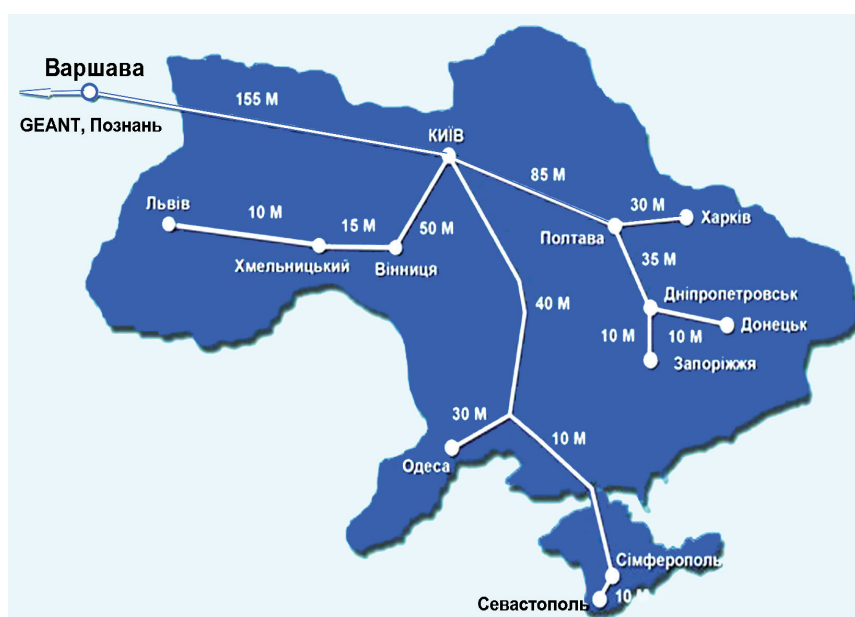 Варшава
155 М
GEANT, Познань
КИЇВ
85 М
30 М
Львів
10 М
15 М
50 М
Харків
Полтава
Хмельницький
Вінниця
35 М
Дніпропетровськ
40 М
Донецьк
10 М
10 М
Запоріжжя
30 М
10 М
Одеса
Сімферополь
10 М
Севастополь